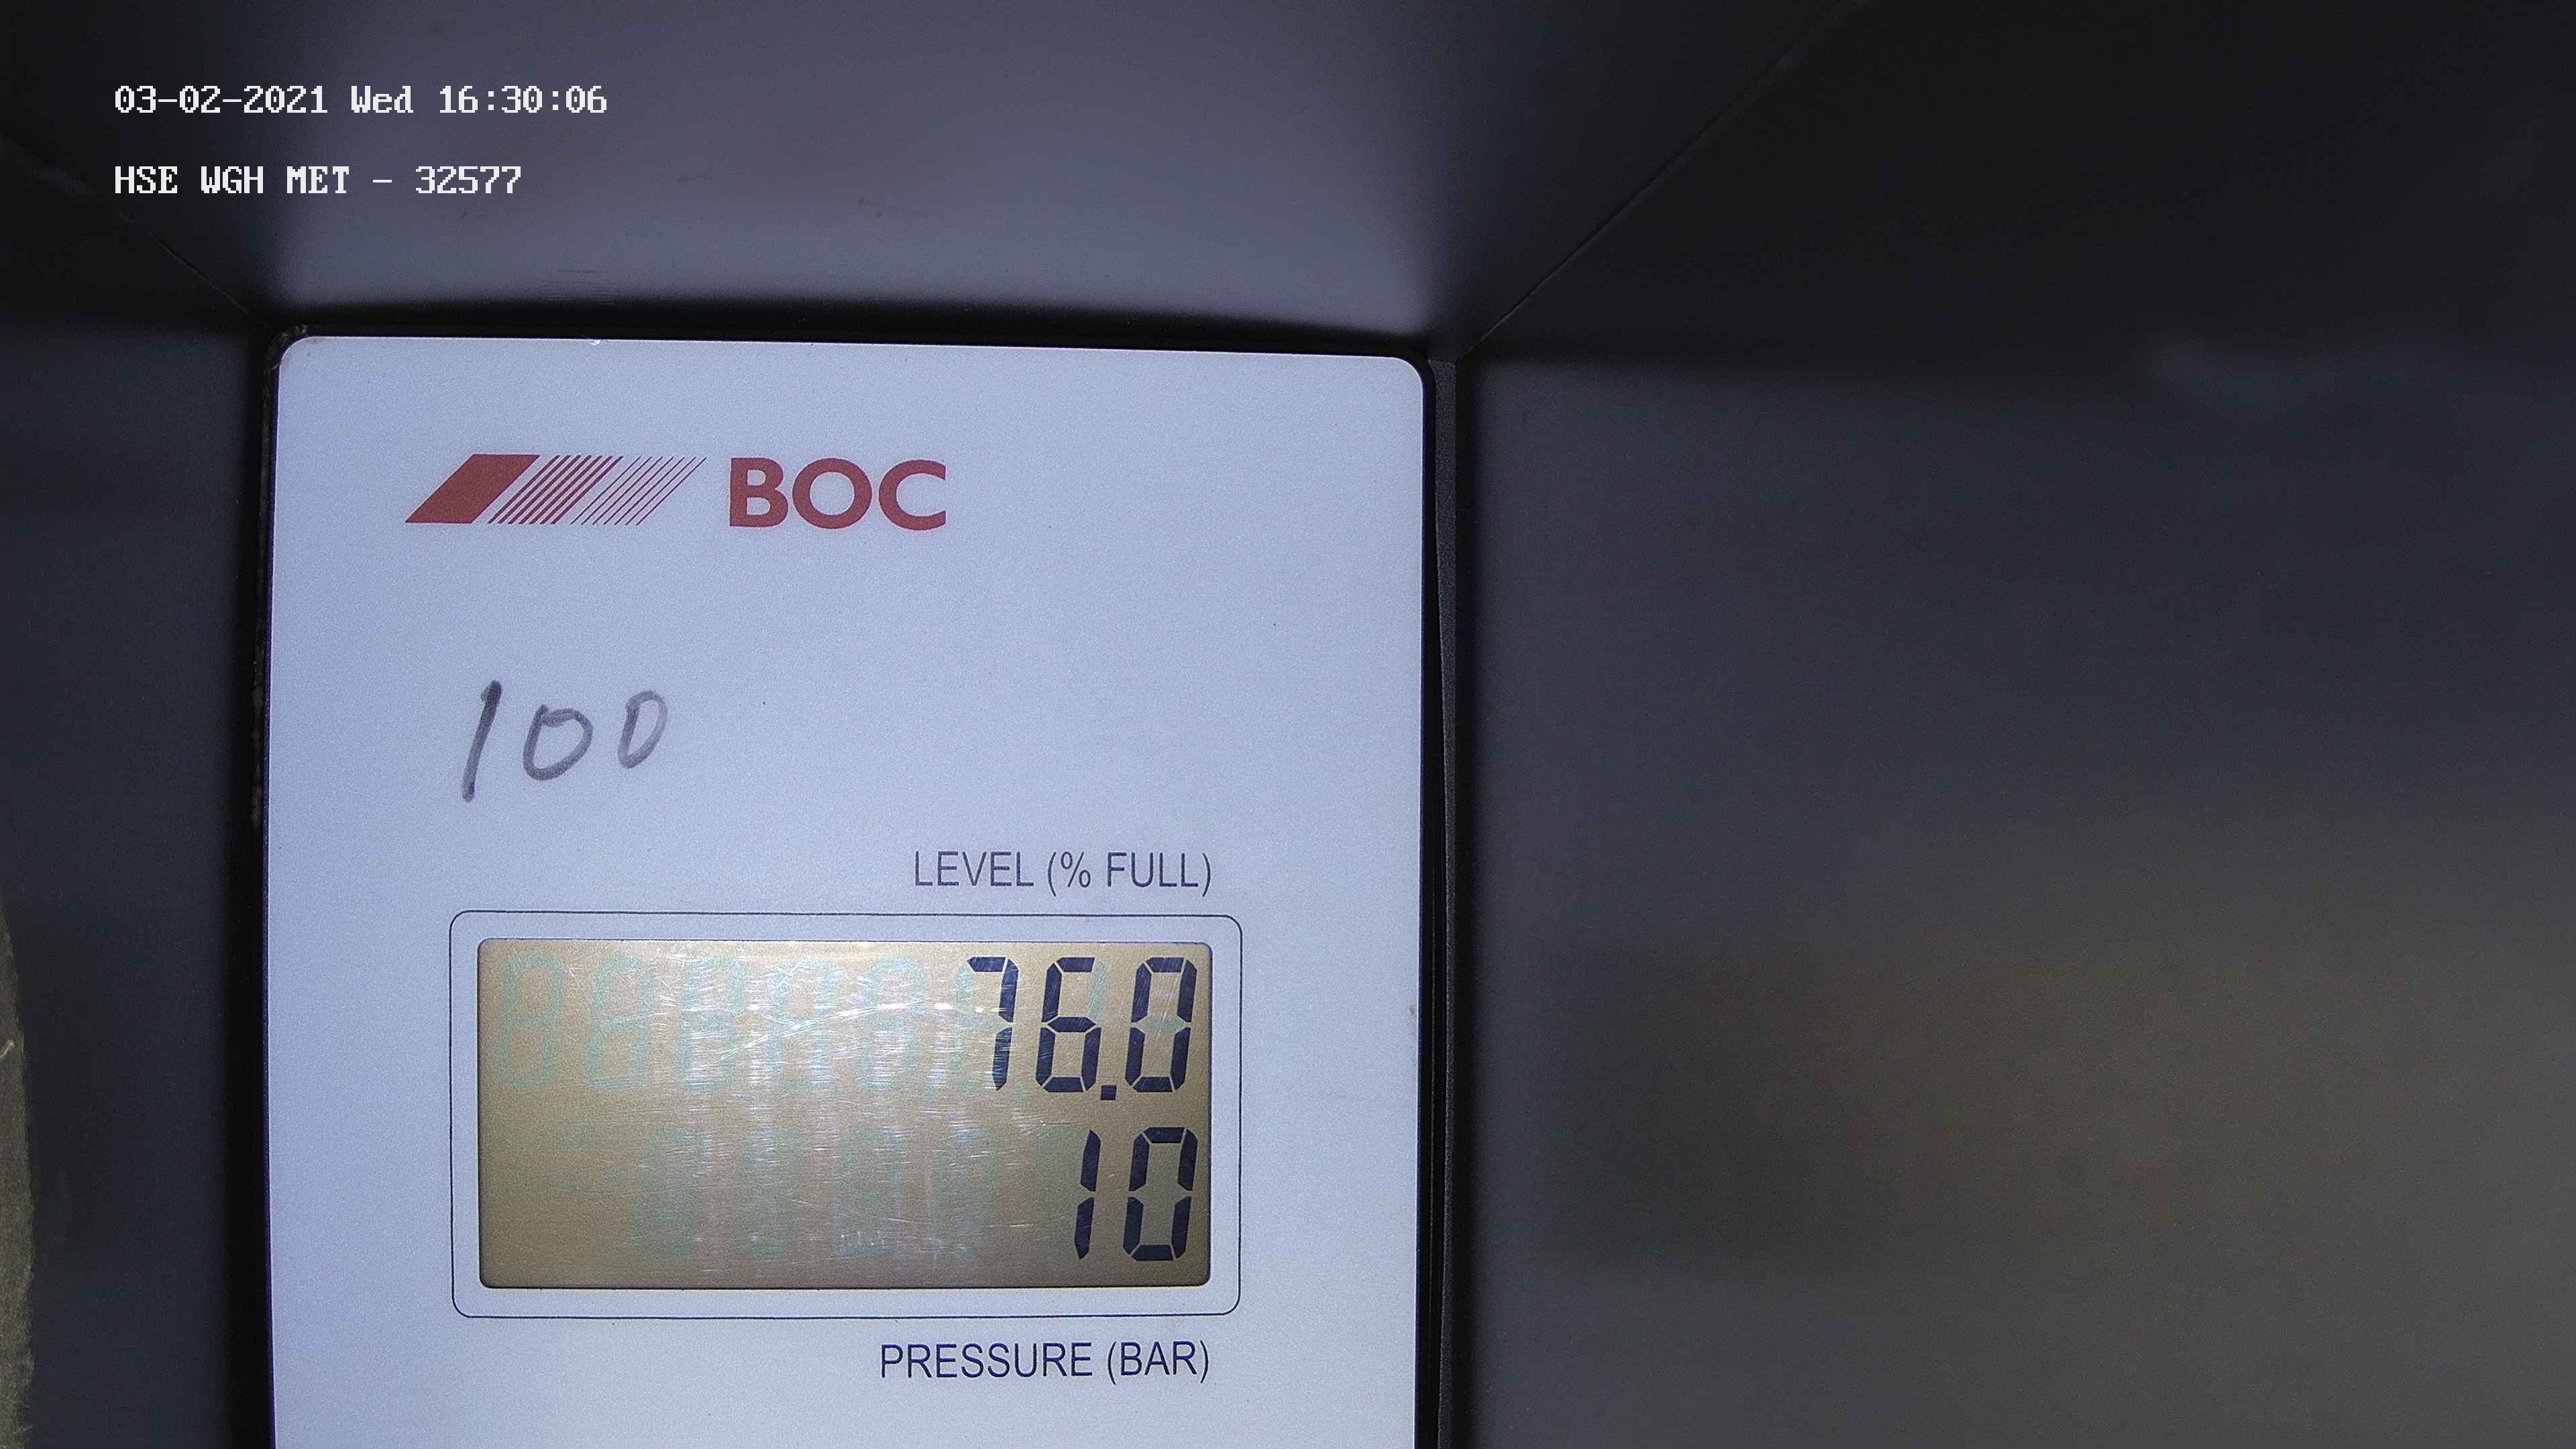 03-02-2021 Wed 16:30:06
HSE WGH MET - 32577
BOC
100
LEVEL (% FULL)
76.0
10
PRESSURE (BAR)